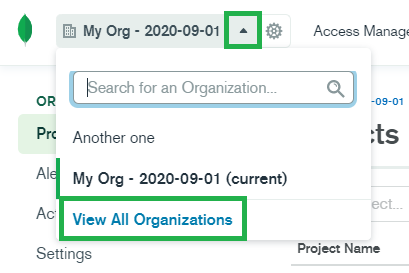 My Org - 2020-09-01
Access Manage
Search for an Organization...
Another one
My Org - 2020-09-01 (current)
View All Organizations
OR
-09-01
Pro
cts
Ale
Act
ect...
Settings
Project Name